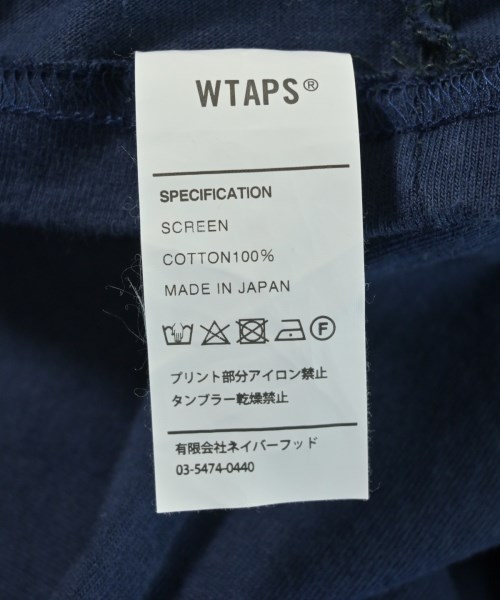 WTAPS®
SPECIFICATION
SCREEN
COTTON100%
MADE IN JAPAN
F
プリント部分アイロン禁止
タンブラー乾燥禁止
有限会社ネイバーフッド
03-5474-0440